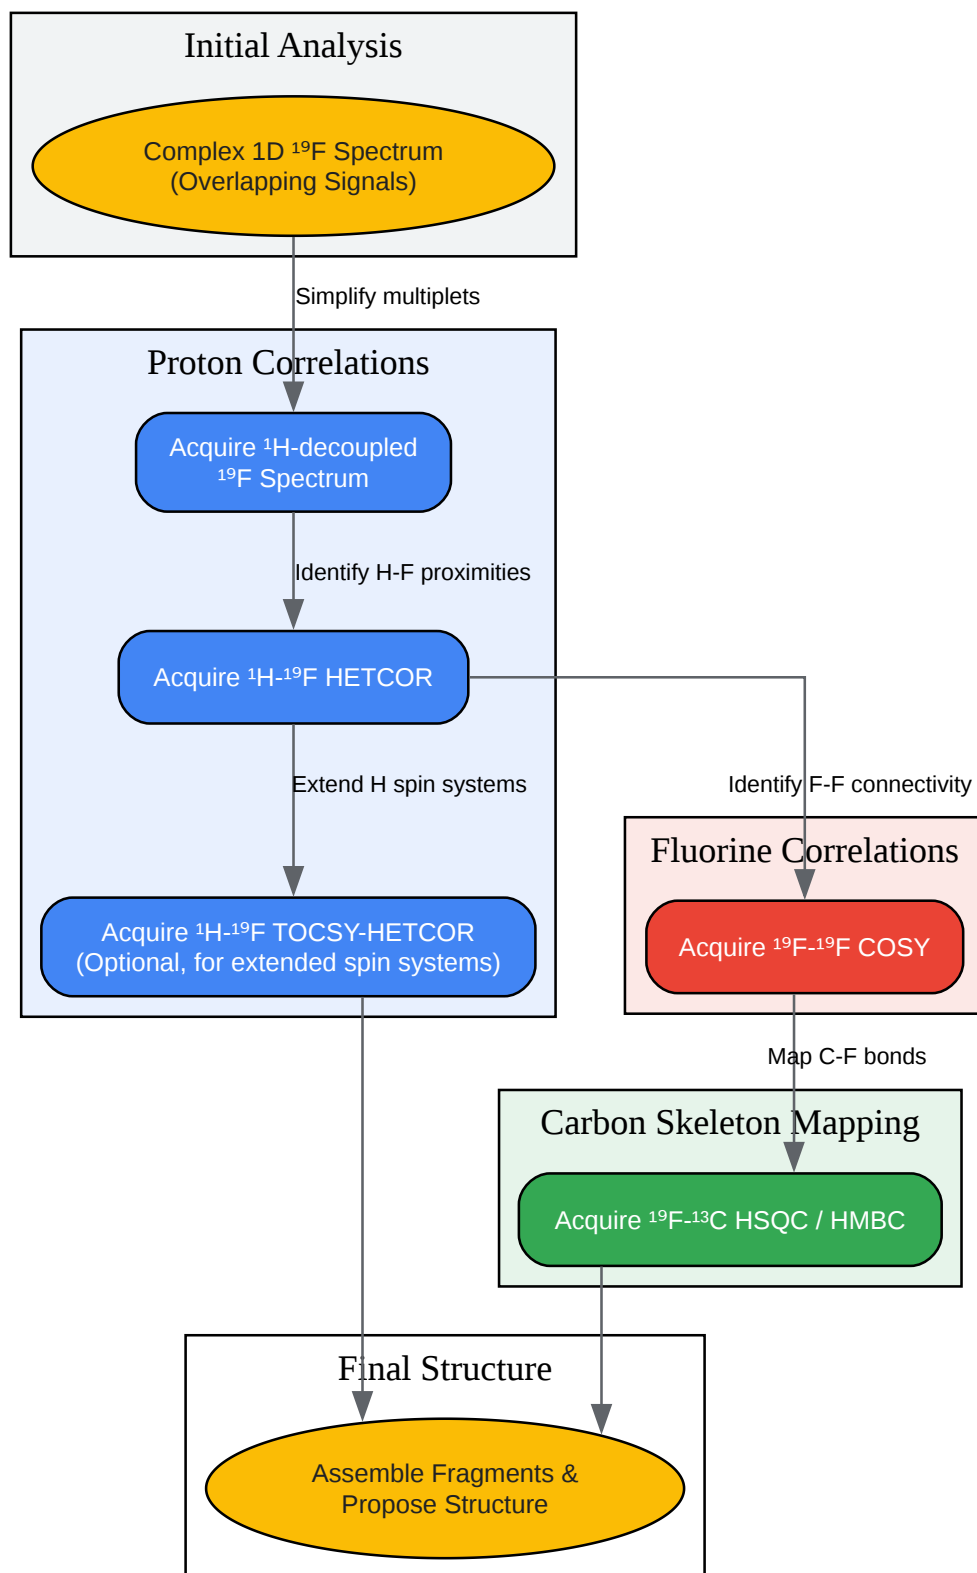 Initial Analysis
Complex 1D ¹⁹F Spectrum
(Overlapping Signals)
Simplify multiplets
Proton Correlations
Acquire ¹H-decoupled
¹⁹F Spectrum
Identify H-F proximities
Acquire ¹H-¹⁹F HETCOR
Extend H spin systems
Identify F-F connectivity
Fluorine Correlations
Acquire ¹H-¹⁹F TOCSY-HETCOR
(Optional, for extended spin systems)
Acquire ¹⁹F-¹⁹F COSY
Map C-F bonds
Carbon Skeleton Mapping
Acquire ¹⁹F-¹³C HSQC / HMBC
Final Structure
Assemble Fragments &
Propose Structure